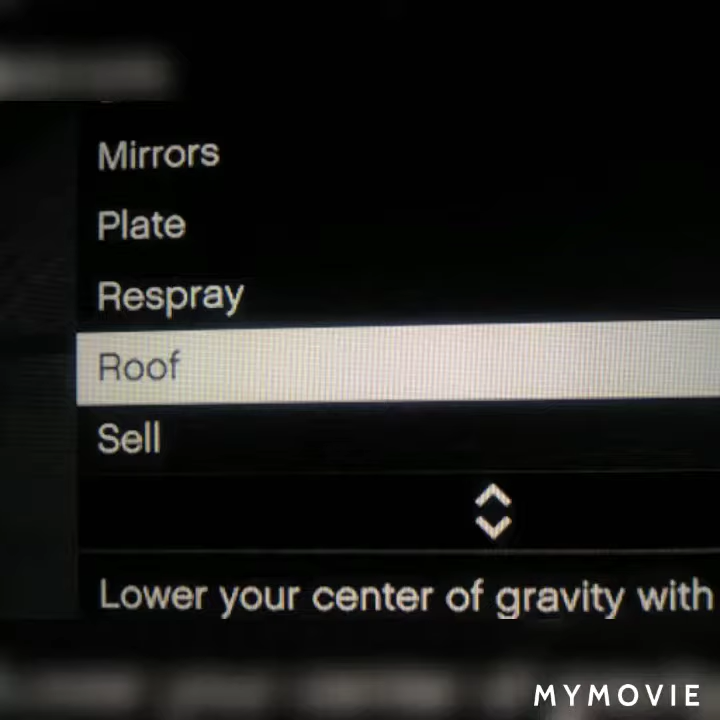 Mirrors
Plate
Respray
Roof
Sell
Lower your center of gravity with
MYMOVIE